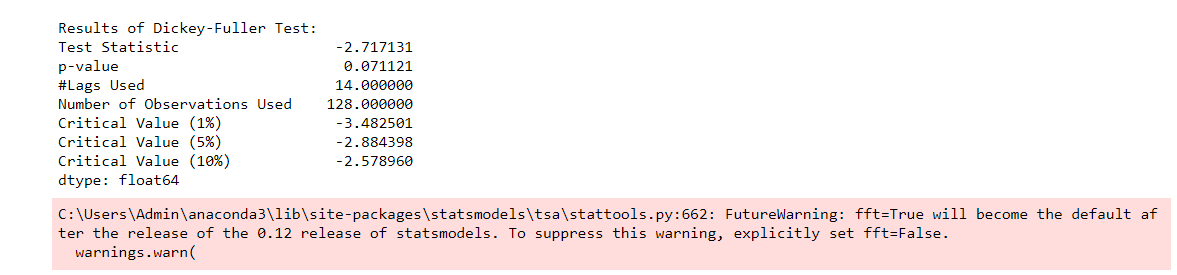 Results of Dickey-Fuller Test:
Test Statistic                  -2.717131
p-value                          0.071121
#Lags Used                      14.000000
Number of Observations Used    128.000000
Critical Value (1%)             -3.482501
Critical Value (5%)             -2.884398
Critical Value (10%)            -2.578960
dtype: float64
C:\Users\Admin\anaconda3\lib\site-packages\statsmodels\tsa\stattools.py:662: FutureWarning: fft=True will become the default af
ter the release of the 0.12 release of statsmodels. To suppress this warning, explicitly set fft=False.
  warnings.warn(